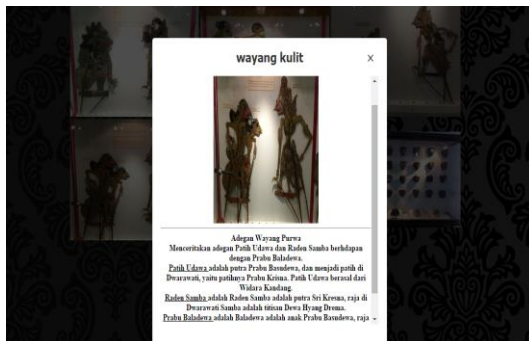 wayang kulit
x
Adegan Wayang Purwa
Menceritakan adegan Patih Udawa dan Raden Samba berhdapan
dengan Prabu Baladewa.
Patih Udawa adalah putra Prabu Basudewa, dan menjadi patih di
Dwarawati, yaitu patihnya Prabu Krisna. Patih Udawa berasal dari
Widara Kandang.
Raden Samba adalah Raden Samba adalah putra Sri Kresna, raja di
Dwarawati Samba adalah titisan Dewa Hyang Drema.
Prabu Baladewa adalah Baladewa adalah anak Prabu Basudewa, raja